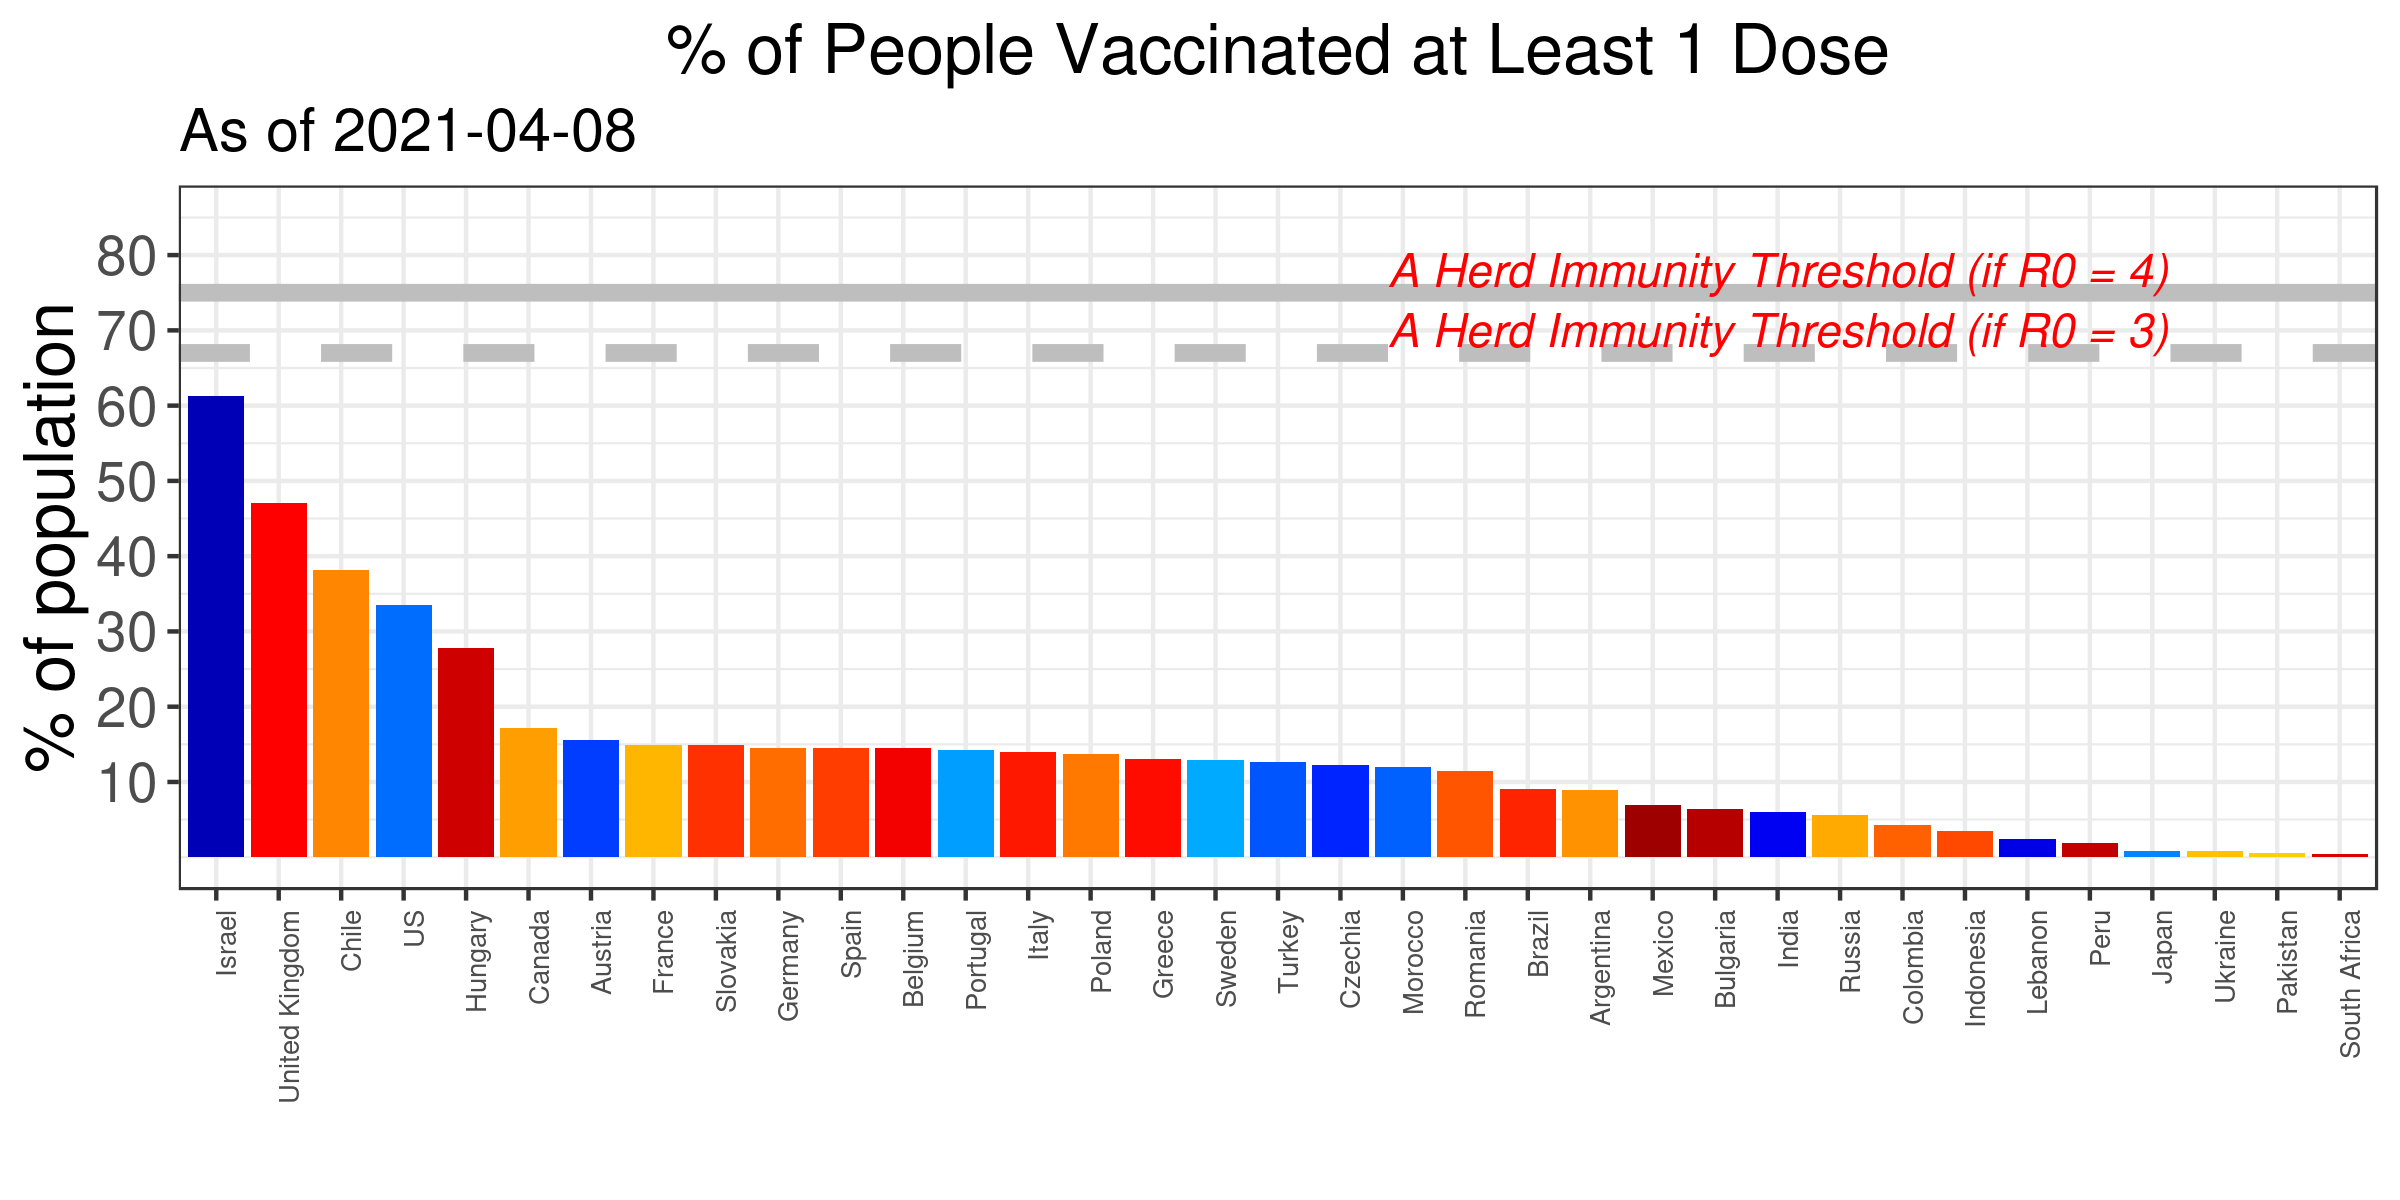 % of People Vaccinated at Least 1 Dose
As of 2021-04-08
% of population
80
70
60
50
40
30
20
10
A Herd Immunity Threshold (if R0 = 4)
A Herd Immunity Threshold (if R0 = 3)
Israel
United Kingdom
Chile
US
Hungary
Canada
Austria
France
Slovakia
Germany
Spain
Belgium
Portugal
Italy
Poland
Greece
Sweden
Turkey
Czechia
Morocco
Romania
Brazil
Argentina
Mexico
Bulgaria
India
Russia
Colombia
Indonesia
Lebanon
Peru
Japan
Ukraine
Pakistan
South Africa